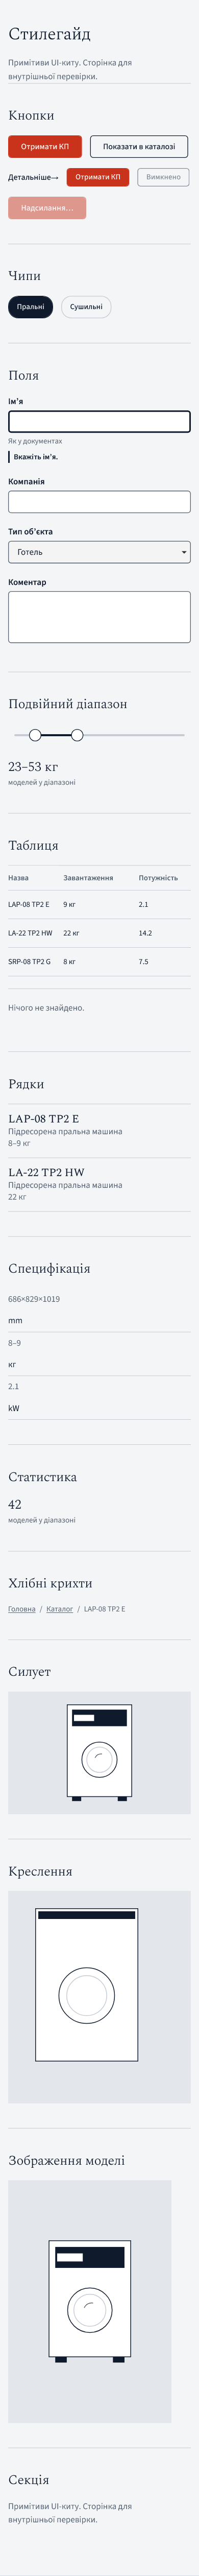 Стилегайд
Примітиви UI-киту. Сторінка для
внутрішньої перевірки.
Кнопки
Отримати КП
Показати в каталозі
Детальніше→
Отримати КП
Вимкнено
Надсилання…
Чипи
Пральні
Сушильні
Поля
Ім’я
Як у документах
Вкажіть ім’я.
Компанія
Тип об’єкта
Готель
Коментар
Подвійний діапазон
23–53 кг
моделей у діапазоні
Таблиця
Назва Завантаження Потужність
LAP-08 TP2 E 9 кг 2.1
LA-22 TP2 HW 22 кг 14.2
SRP-08 TP2 G 8 кг 7.5
Нічого не знайдено.
Рядки
LAP-08 TP2 E
Підресорена пральна машина
8–9 кг
LA-22 TP2 HW
Підресорена пральна машина
22 кг
Специфікація
686×829×1019
mm
8–9
кг
2.1
kW
Статистика
42
моделей у діапазоні
Хлібні крихти
Головна / Каталог / LAP-08 TP2 E
Силует
Креслення
Зображення моделі
Секція
Примітиви UI-киту. Сторінка для
внутрішньої перевірки.